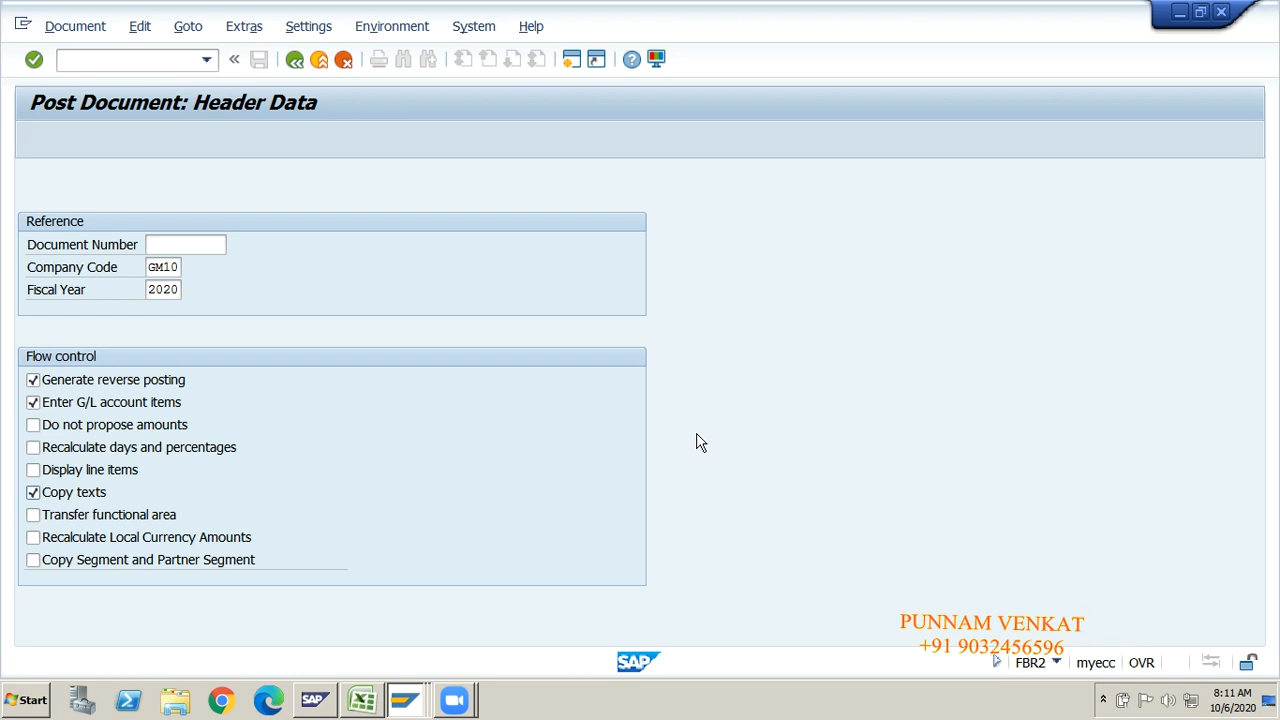 Document Edit Goto Extras Settings Environment System Help
Post Document: Header Data
Reference
Document Number
Company Code GM10
Fiscal Year 2020
Flow control
Generate reverse posting
Enter G/L account items
Do not propose amounts
Recalculate days and percentages
Display line items
Copy texts
Transfer functional area
Recalculate Local Currency Amounts
Copy Segment and Partner Segment
PUNNAM VENKAT
+91 9032456596
SAP FBR2 myecc OVR
Start SAP 8:11 AM
10/6/2020